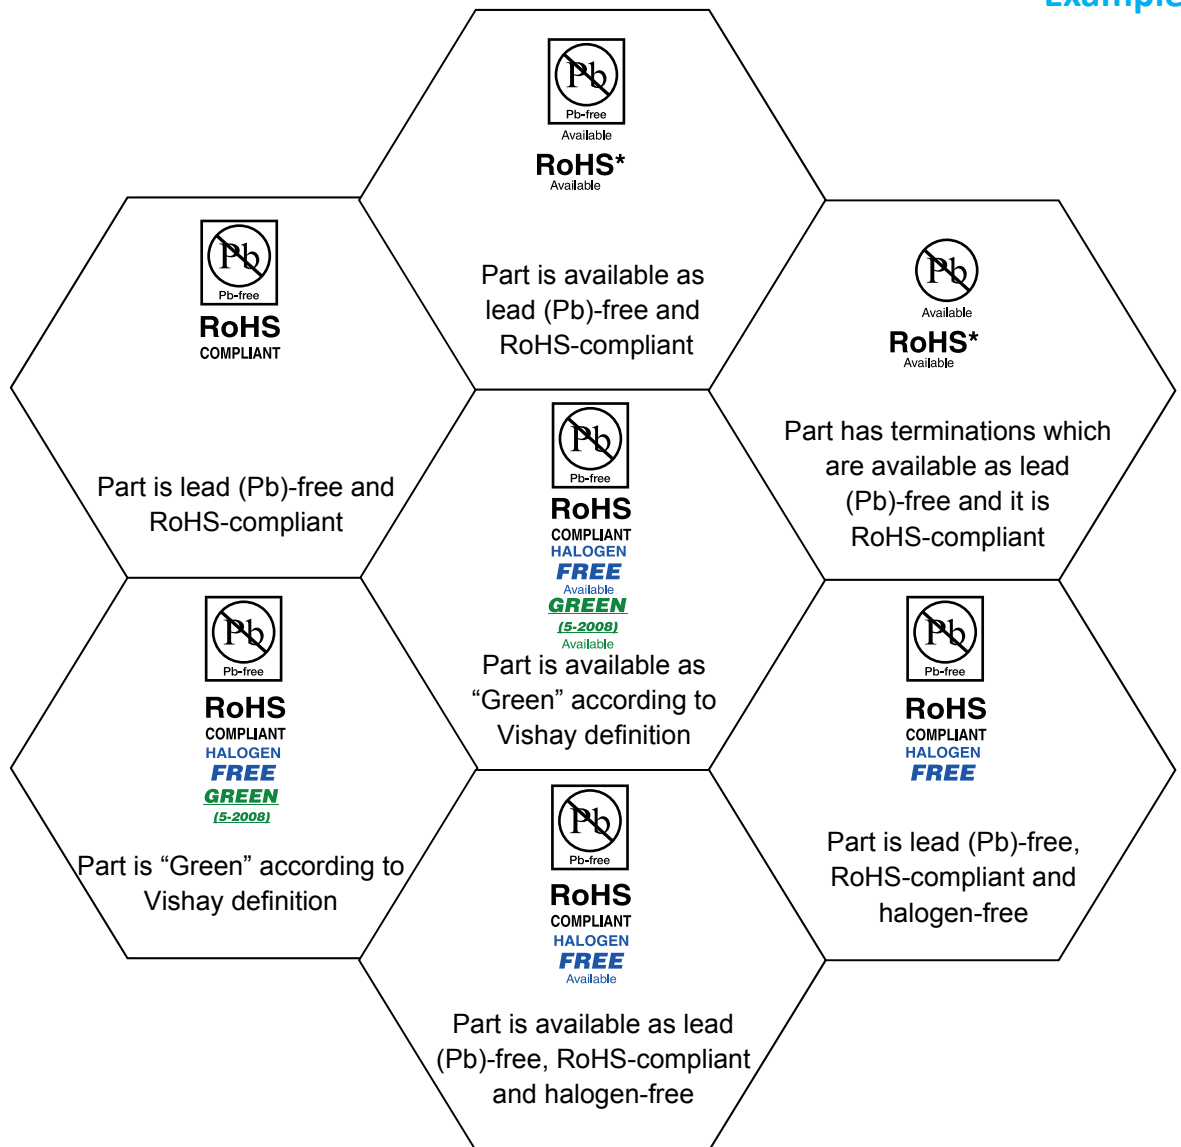 Example
Pb
Pb-free
Available
RoHS*
Available
Part is available as
lead (Pb)-free and
RoHS-compliant
Pb
Pb-free
RoHS
COMPLIANT
Part is lead (Pb)-free and
RoHS-compliant
Pb
Available
RoHS*
Available
Part has terminations which
are available as lead
(Pb)-free and it is
RoHS-compliant
Pb
Pb-free
RoHS
COMPLIANT
HALOGEN
FREE
Available
GREEN
(5-2008)
Available
Part is available as
“Green” according to
Vishay definition
Pb
Pb-free
RoHS
COMPLIANT
HALOGEN
FREE
GREEN
(5-2008)
Part is “Green” according to
Vishay definition
Pb
Pb-free
RoHS
COMPLIANT
HALOGEN
FREE
Part is lead (Pb)-free,
RoHS-compliant and
halogen-free
Pb
Pb-free
RoHS
COMPLIANT
HALOGEN
FREE
Available
Part is available as lead
(Pb)-free, RoHS-compliant
and halogen-free